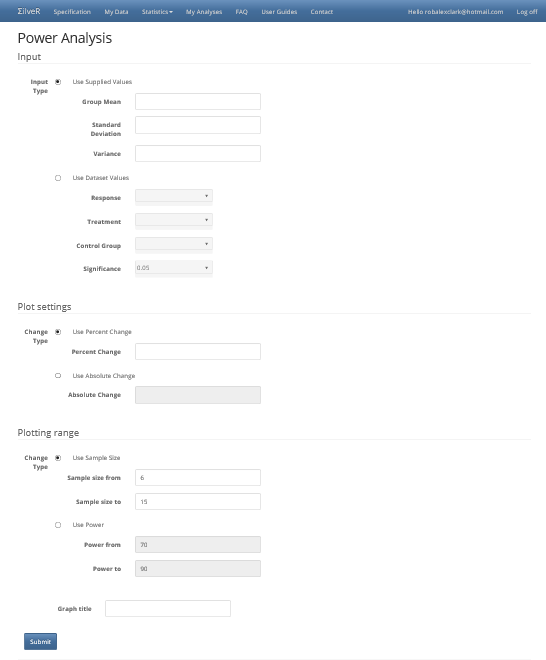 ΣilveR Specification My Data Statistics My Analyses FAQ User Guides Contact Hello robalexclark@hotmail.com Log off
Power Analysis
Input
Input Type
Use Supplied Values
Group Mean
Standard Deviation
Variance
Use Dataset Values
Response
Treatment
Control Group
Significance 0.05
Plot settings
Change Type
Use Percent Change
Percent Change
Use Absolute Change
Absolute Change
Plotting range
Change Type
Use Sample Size
Sample size from 6
Sample size to 15
Use Power
Power from 70
Power to 90
Graph title
Submit